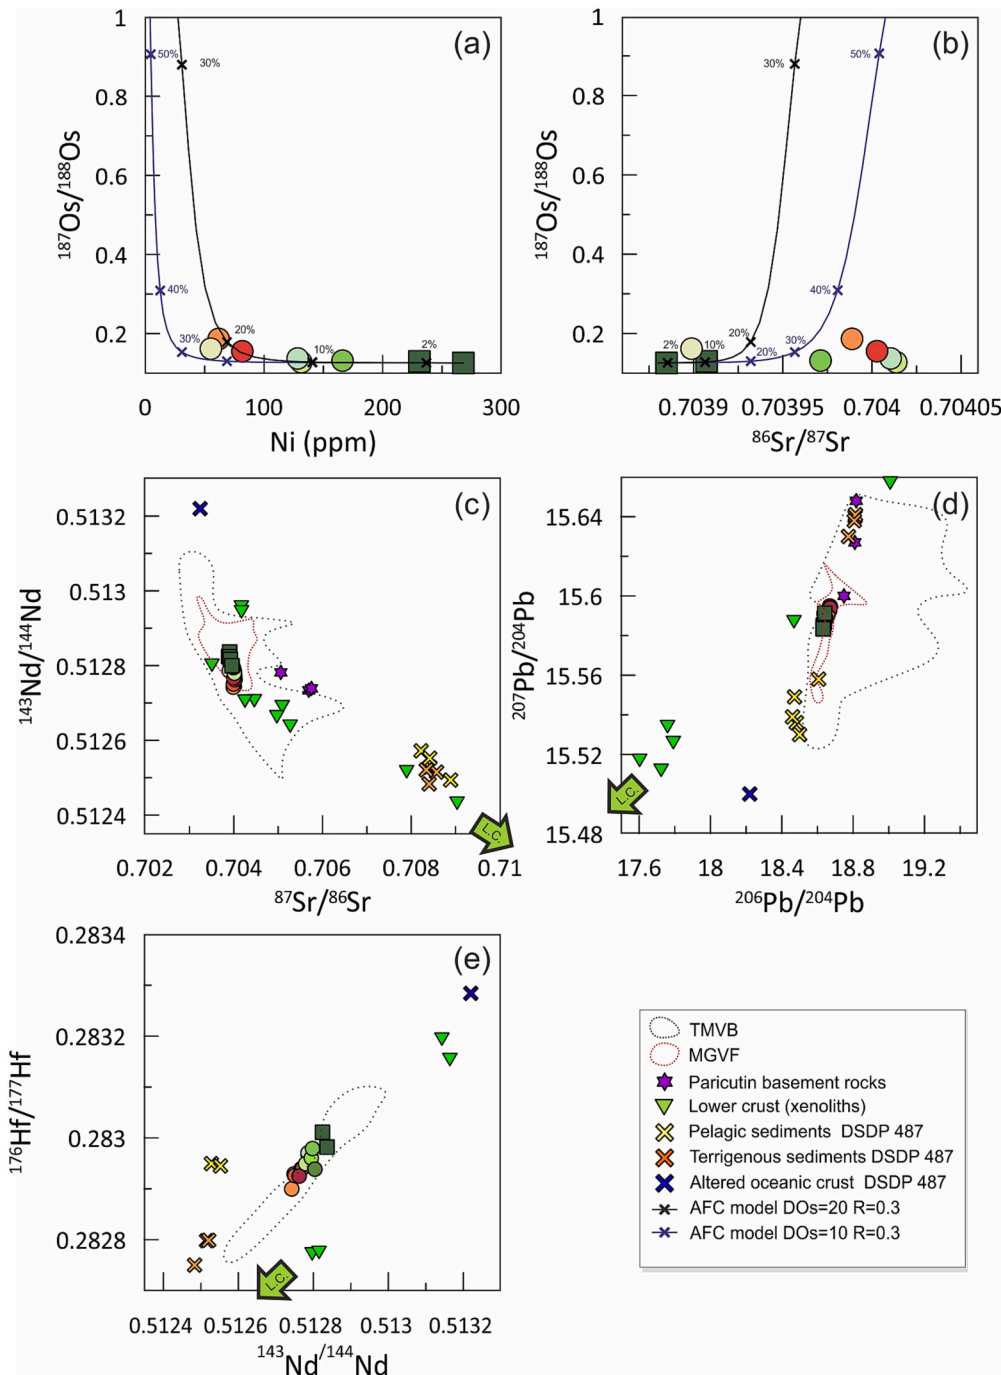 (a)
187Os/188Os
1
0.8
0.6
0.4
0.2
50%
30%
40%
30%
20%
10%
2%
0
100
200
300
Ni (ppm)
(b)
187Os/188Os
1
0.8
0.6
0.4
0.2
30%
50%
40%
20%
30%
2%
10%
20%
0.7039
0.70395
0.704
0.70405
86Sr/87Sr
(c)
143Nd/144Nd
0.5132
0.513
0.5128
0.5126
0.5124
L.C.
0.702
0.704
0.706
0.708
0.71
87Sr/86Sr
(d)
207Pb/204Pb
15.64
15.6
15.56
15.52
15.48
L.C.
17.6
18
18.4
18.8
19.2
206Pb/204Pb
(e)
176Hf/177Hf
0.2834
0.2832
0.283
0.2828
L.C.
0.5124
0.5126
0.5128
0.513
0.5132
143Nd/144Nd
TMVB
MGVF
Paricutin basement rocks
Lower crust (xenoliths)
Pelagic sediments DSDP 487
Terrigenous sediments DSDP 487
Altered oceanic crust DSDP 487
AFC model DOs=20 R=0.3
AFC model DOs=10 R=0.3